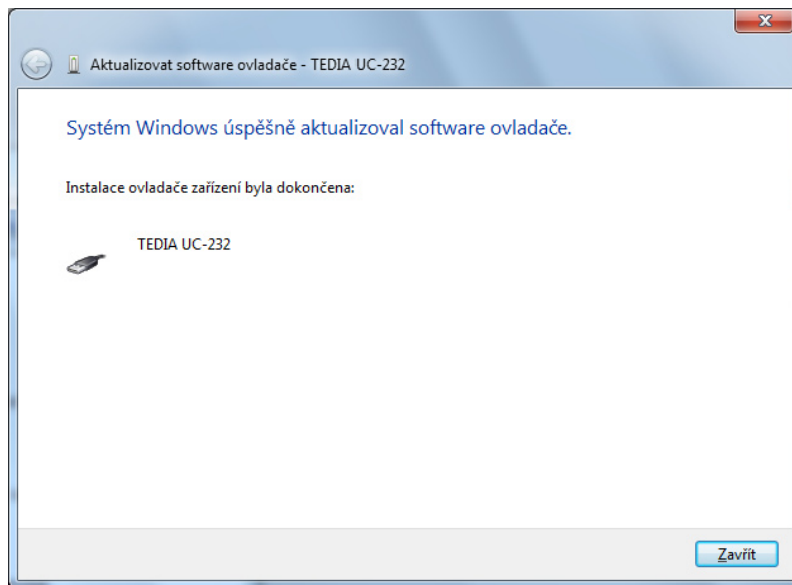 Aktualizovat software ovladače - TEDIA UC-232
Systém Windows úspěšně aktualizoval software ovladače.
Instalace ovladače zařízení byla dokončena:
TEDIA UC-232
Zavřít